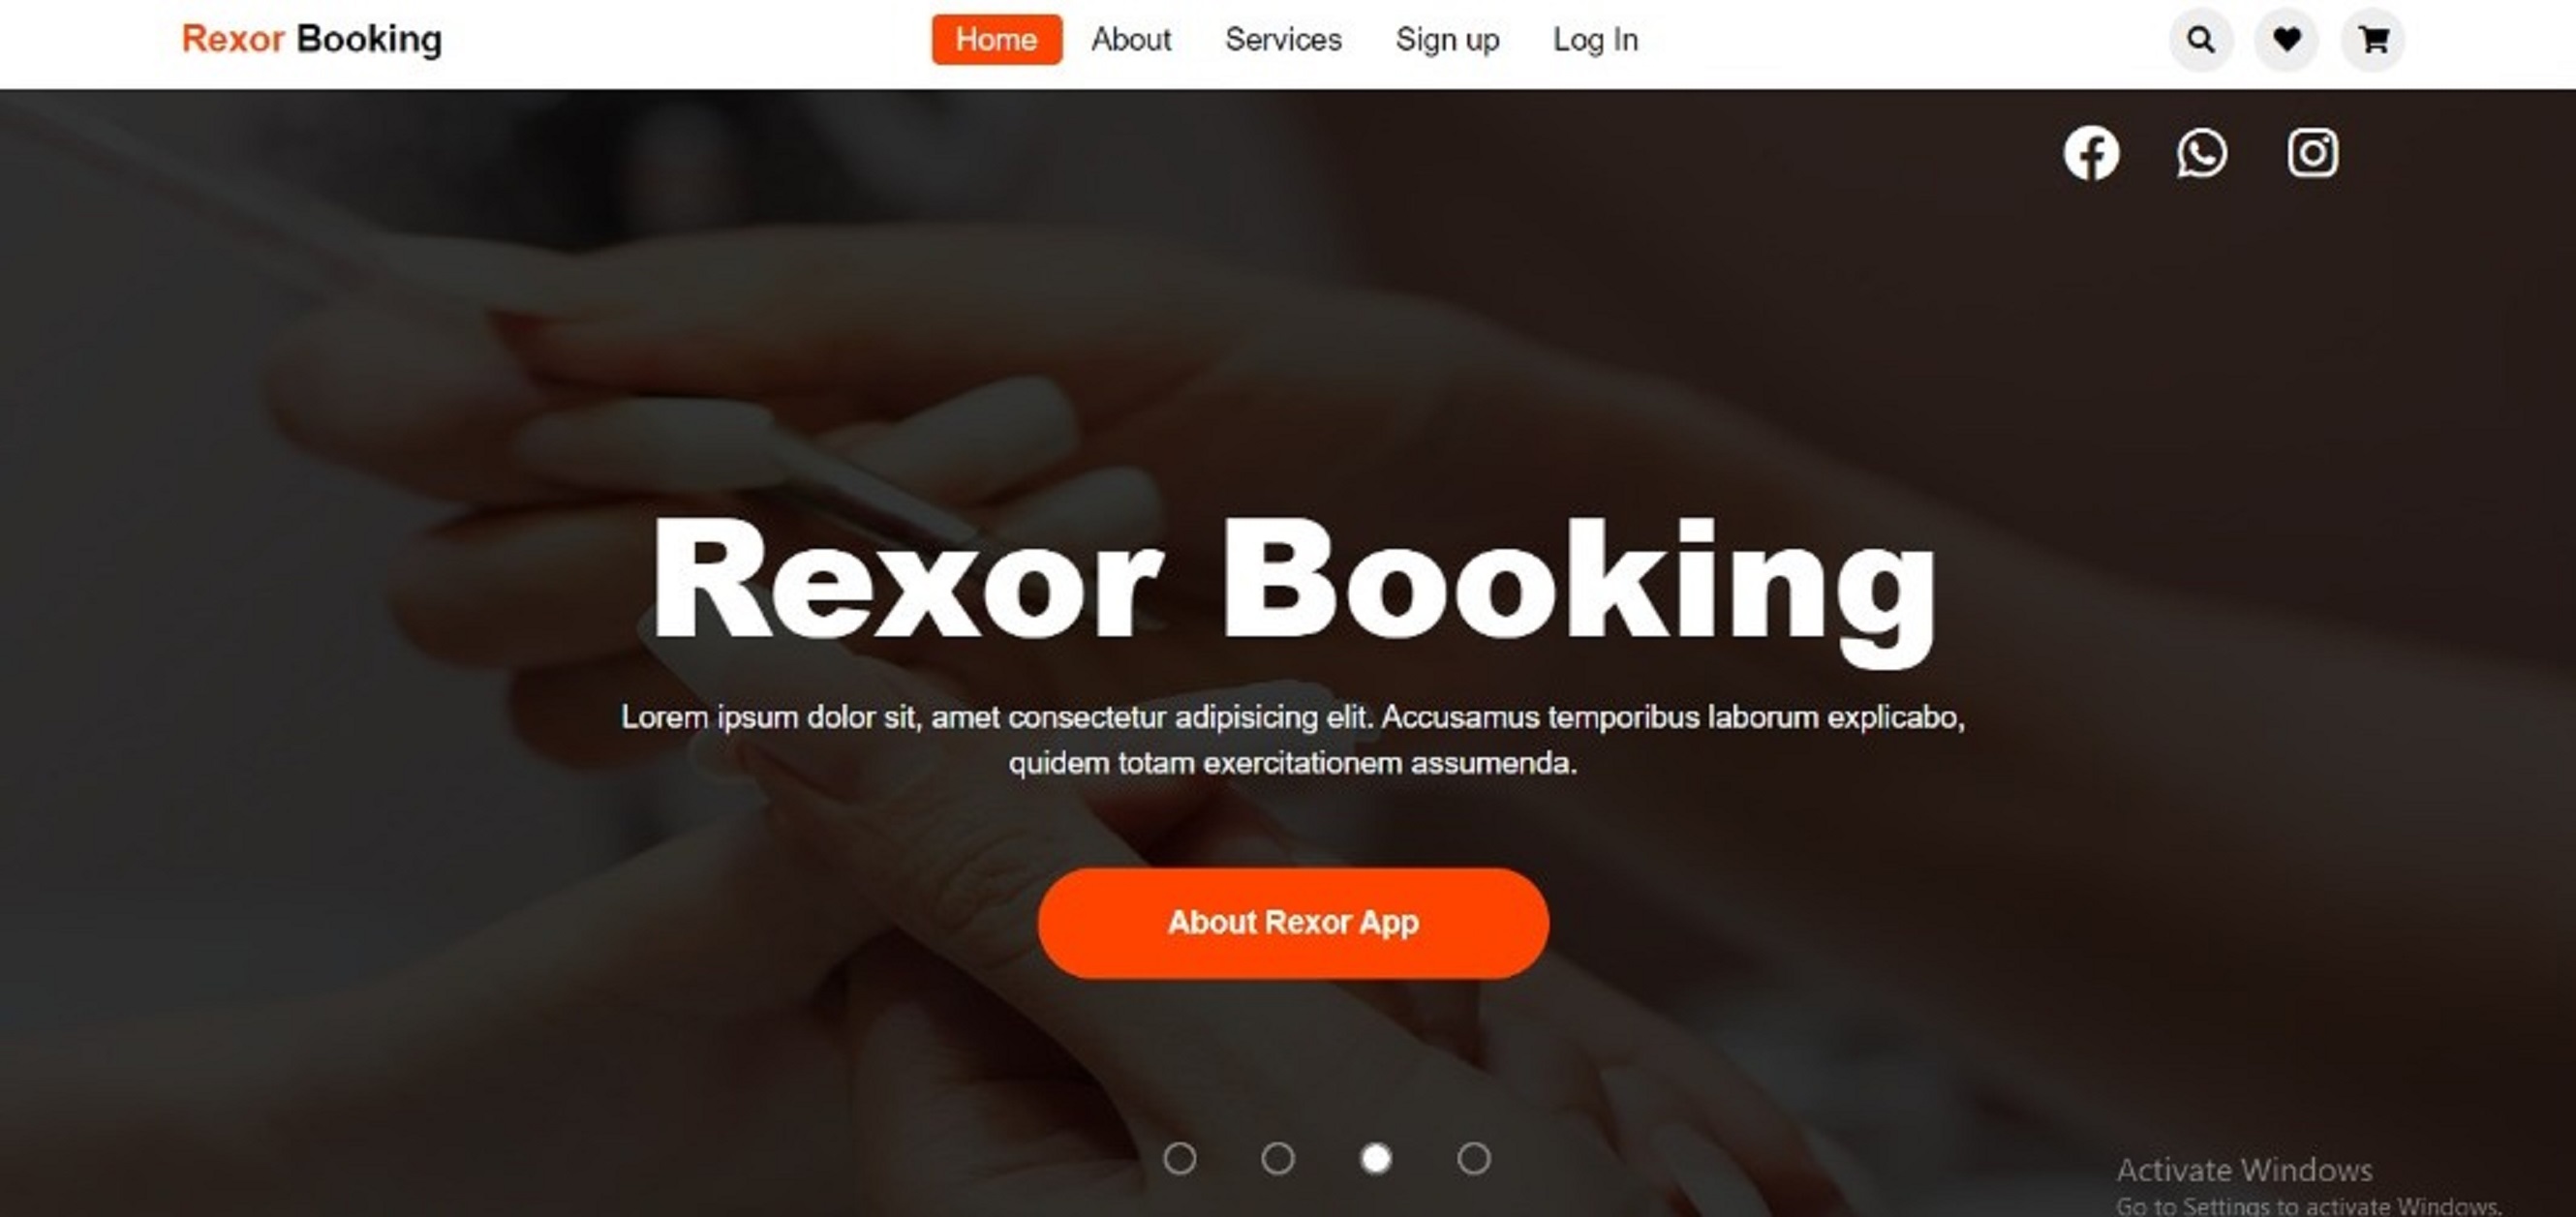 Rexor Booking
Home
About
Services
Sign up
Log In
Rexor Booking
Lorem ipsum dolor sit, amet consectetur adipisicing elit. Accusamus temporibus laborum explicabo,
quidem totam exercitationem assumenda.
About Rexor App
Activate Windows
Go to Settings to activate Windows.